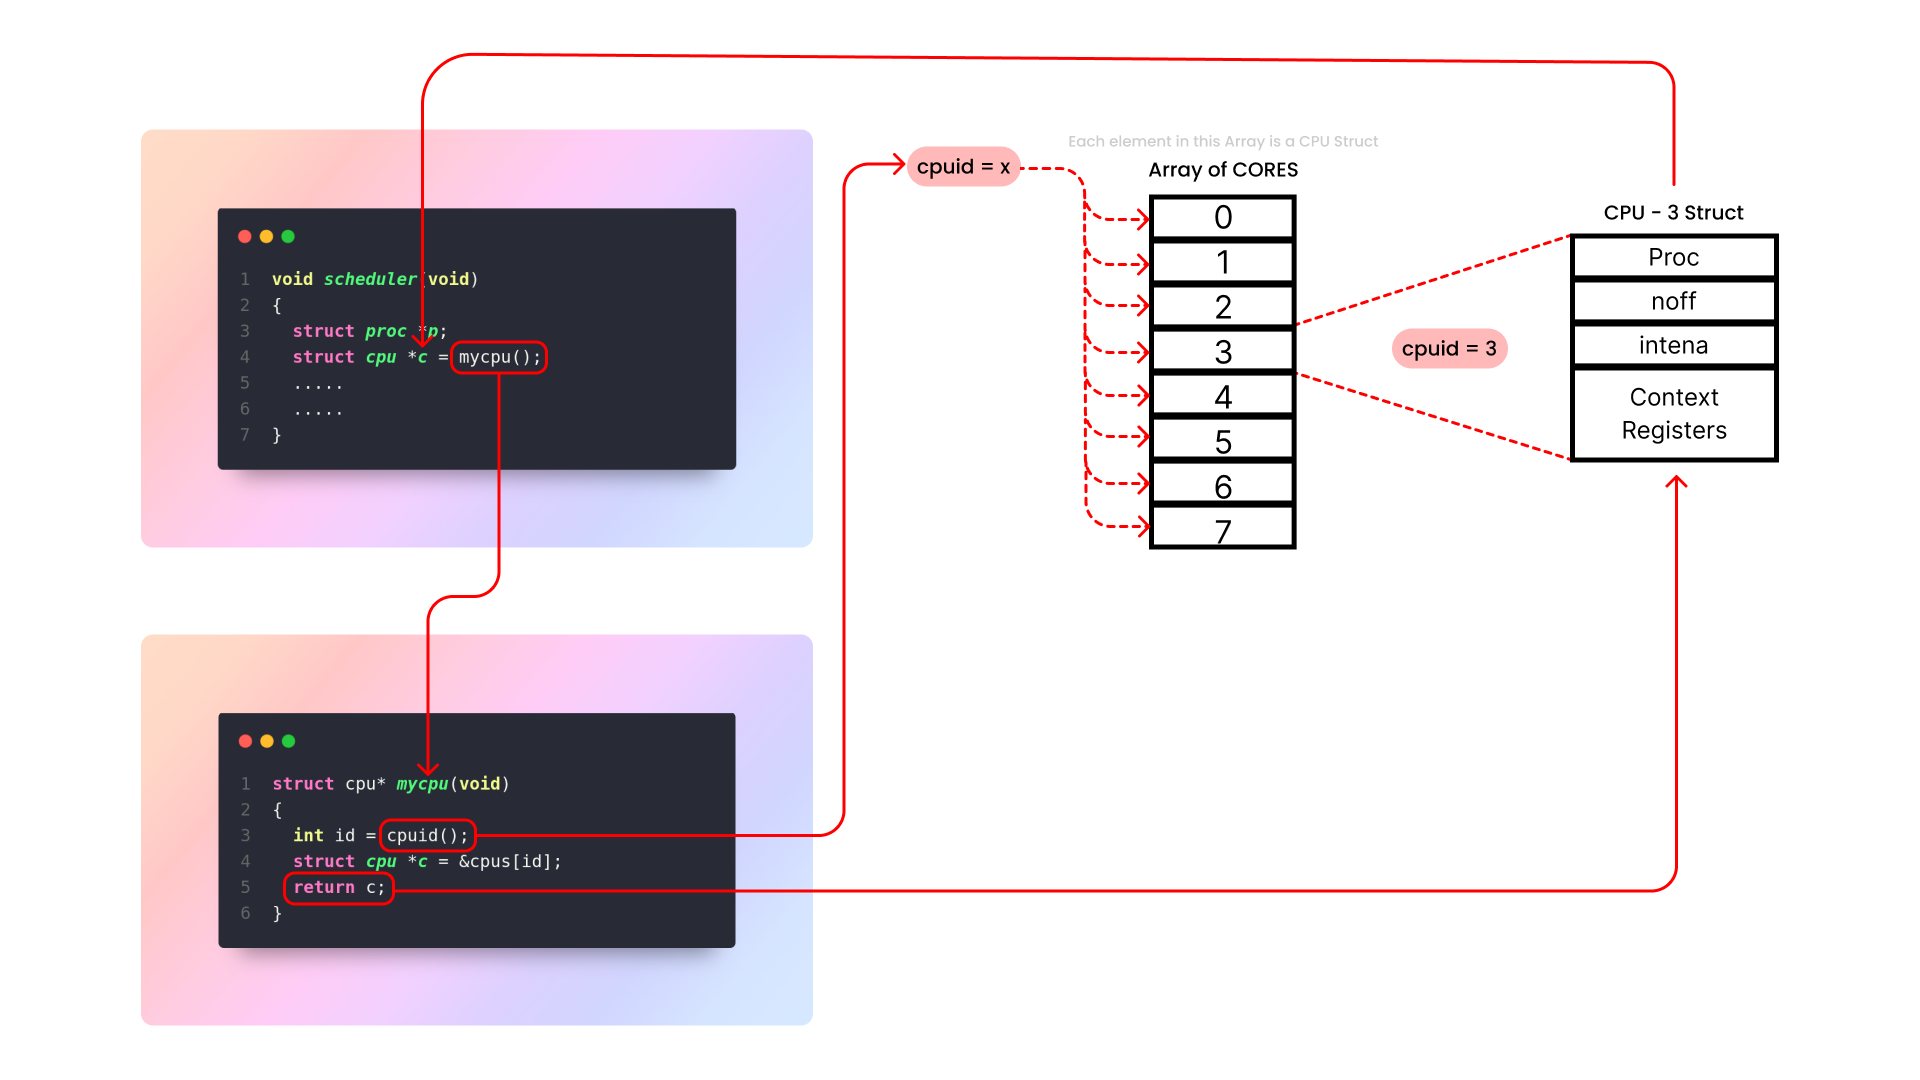 1 void scheduler(void)
2 {
3 struct proc *p;
4 struct cpu *c = mycpu();
5 .....
6 .....
7 }
1 struct cpu* mycpu(void)
2 {
3 int id = cpuid();
4 struct cpu *c = &cpus[id];
5 return c;
6 }
cpuid = x
Each element in this Array is a CPU Struct
Array of CORES
0
1
2
3
4
5
6
7
cpuid = 3
CPU - 3 Struct
Proc
noff
intena
Context
Registers